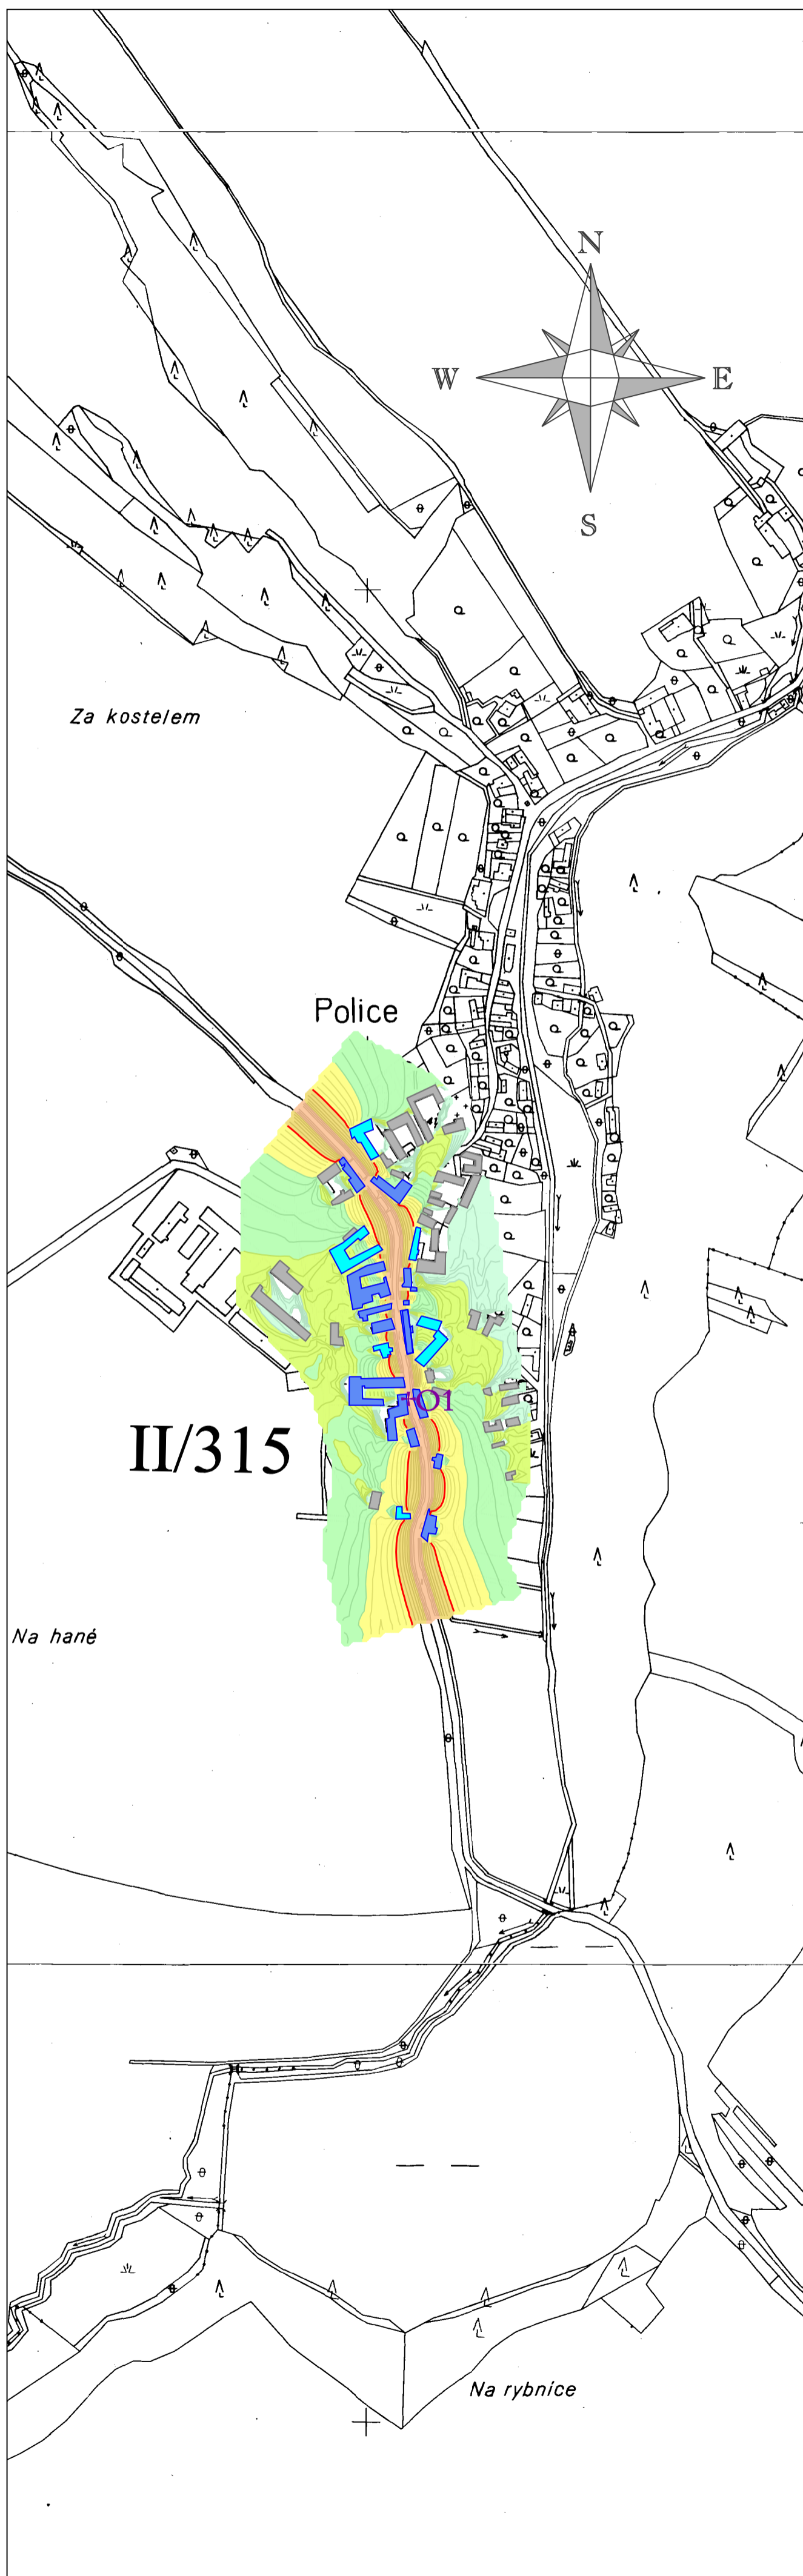 N
W E
S
Za kostelem
Police
O1
II/315
Na hané
Na rybnice